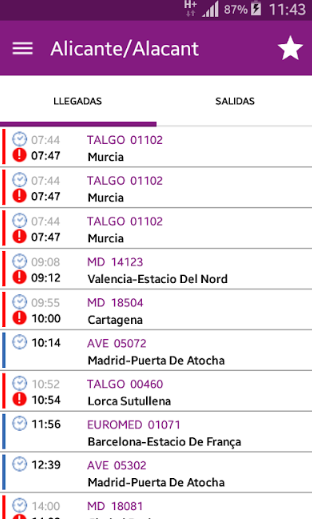 H+ 87% 11:43
Alicante/Alacant
LLEGADAS SALIDAS
07:44 TALGO 01102
07:47 Murcia
07:44 TALGO 01102
07:47 Murcia
07:44 TALGO 01102
07:47 Murcia
09:08 MD 14123
09:12 Valencia-Estacio Del Nord
09:55 MD 18504
10:00 Cartagena
10:14 AVE 05072
Madrid-Puerta De Atocha
10:52 TALGO 00460
10:54 Lorca Sutullena
11:56 EUROMED 01071
Barcelona-Estacio De França
12:39 AVE 05302
Madrid-Puerta De Atocha
14:00 MD 18081